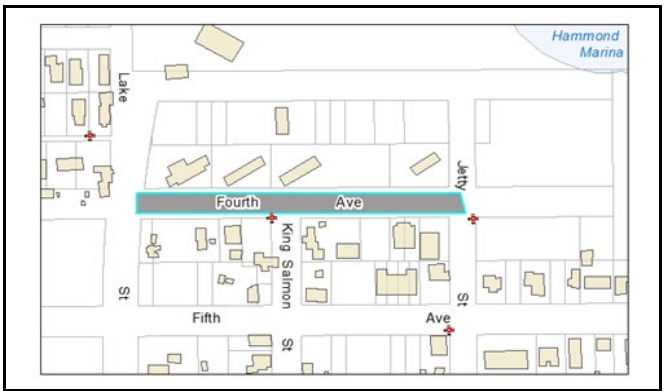 Hammond
Marina
Lake
St
Fourth Ave
Jetty
St
King Salmon
St
Fifth Ave